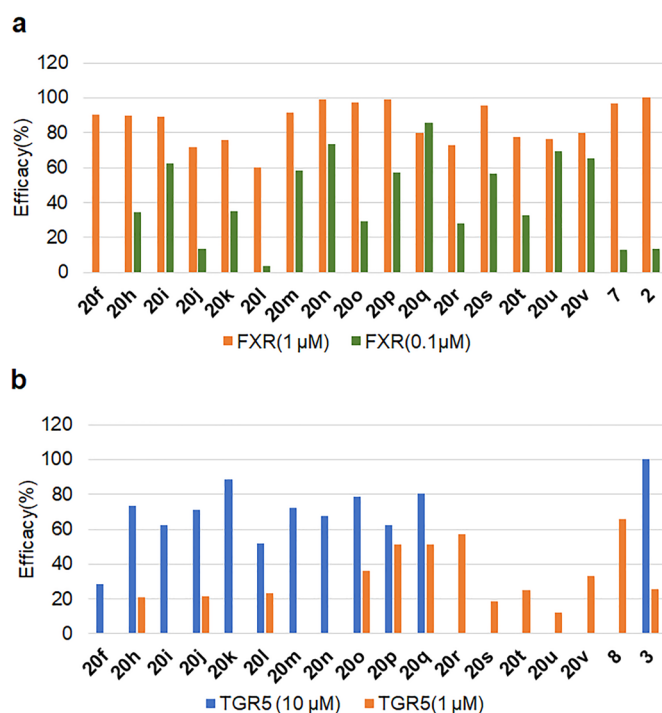 a
120
100
80
60
40
20
0
Efficacy(%)
20f 20h 20i 20j 20k 20l 20m 20n 20o 20p 20q 20r 20s 20t 20u 20v 7 2
FXR(1 µM) FXR(0.1µM)
b
120
100
80
60
40
20
0
Efficacy(%)
20f 20h 20i 20j 20k 20l 20m 20n 20o 20p 20q 20r 20s 20t 20u 20v 8 3
TGR5 (10 µM) TGR5(1 µM)